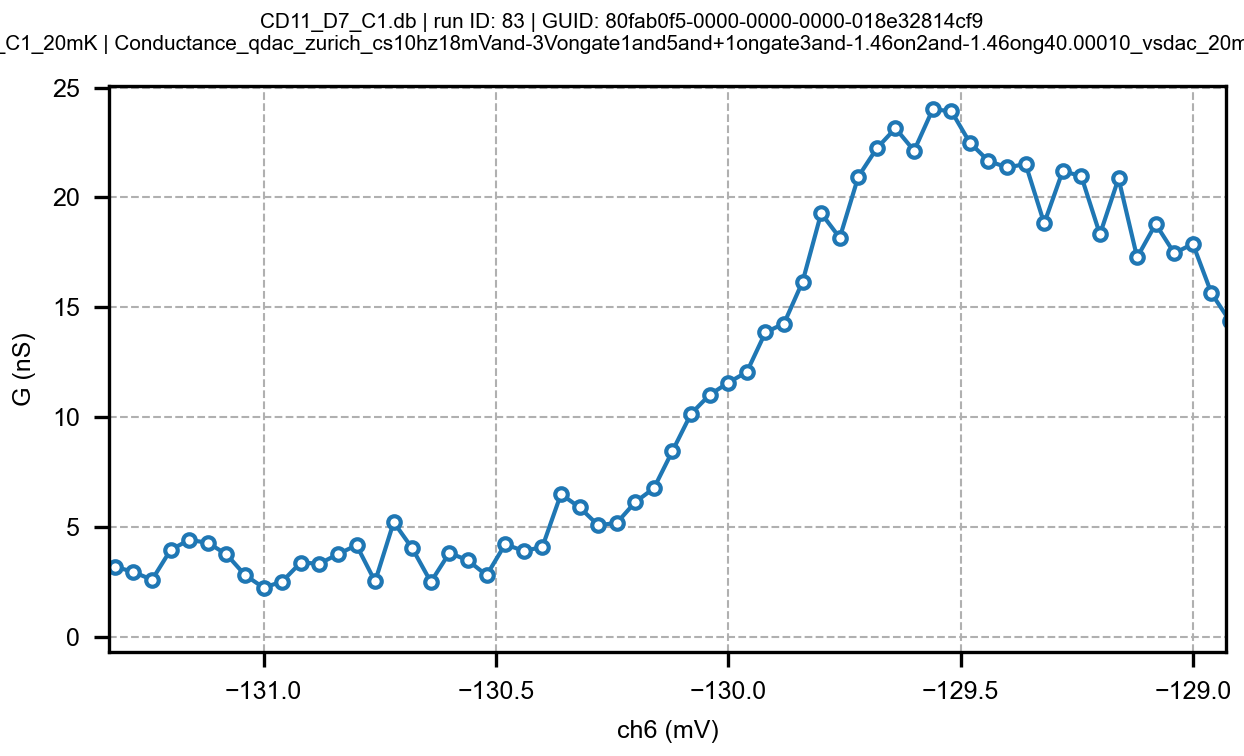 CD11_D7_C1.db | run ID: 83 | GUID: 80fab0f5-0000-0000-0000-018e32814cf9
_C1_20mK | Conductance_qdac_zurich_cs10hz18mVand-3Vongate1and5and+1ongate3and-1.46on2and-1.46ong40.00010_vsdac_20m
25
20
15
10
5
0
G (nS)
−131.0
−130.5
−130.0
−129.5
−129.0
ch6 (mV)